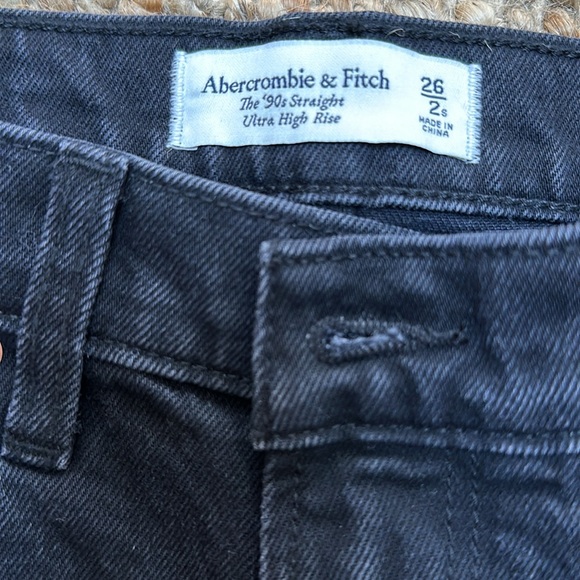 Abercrombie & Fitch
The '90s Straight
Ultra High Rise
26
2s
MADE IN
CHINA